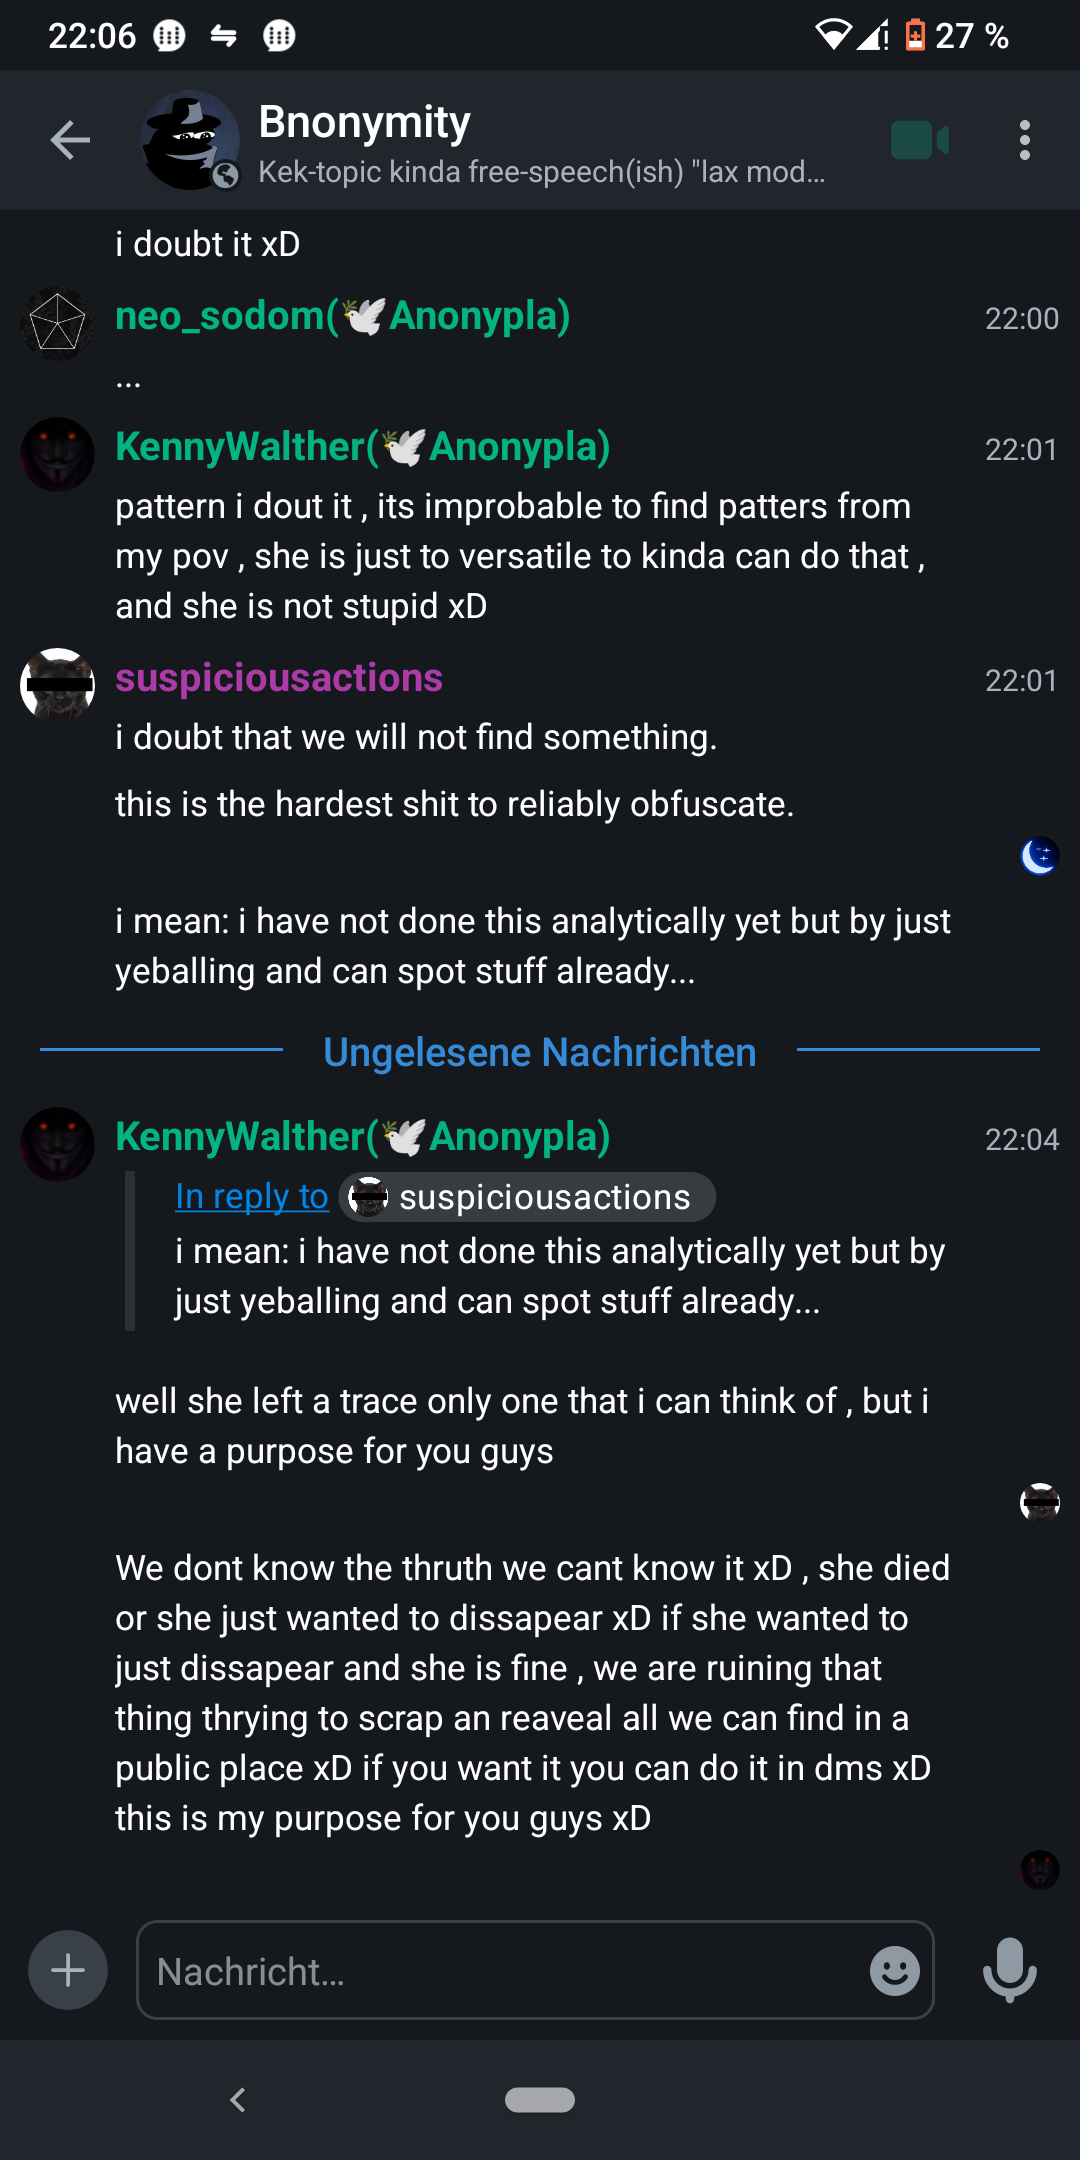 22:06
27 %
Bnonymity
Kek-topic kinda free-speech(ish) "lax mod...
i doubt it xD
neo_sodom(🕊️Anonypla) 22:00
...
KennyWalther(🕊️Anonypla) 22:01
pattern i dout it , its improbable to find patters from
my pov , she is just to versatile to kinda can do that ,
and she is not stupid xD
suspiciousactions 22:01
i doubt that we will not find something.
this is the hardest shit to reliably obfuscate.
i mean: i have not done this analytically yet but by just
yeballing and can spot stuff already...
Ungelesene Nachrichten
KennyWalther(🕊️Anonypla) 22:04
In reply to suspiciousactions
i mean: i have not done this analytically yet but by
just yeballing and can spot stuff already...
well she left a trace only one that i can think of , but i
have a purpose for you guys
We dont know the thruth we cant know it xD , she died
or she just wanted to dissapear xD if she wanted to
just dissapear and she is fine , we are ruining that
thing thrying to scrap an reaveal all we can find in a
public place xD if you want it you can do it in dms xD
this is my purpose for you guys xD
Nachricht...